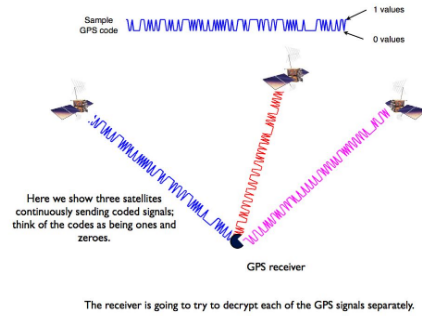 Sample
GPS code
1 values
0 values
Here we show three satellites
continuously sending coded signals;
think of the codes as being ones and
zeroes.
GPS receiver
The receiver is going to try to decrypt each of the GPS signals separately.